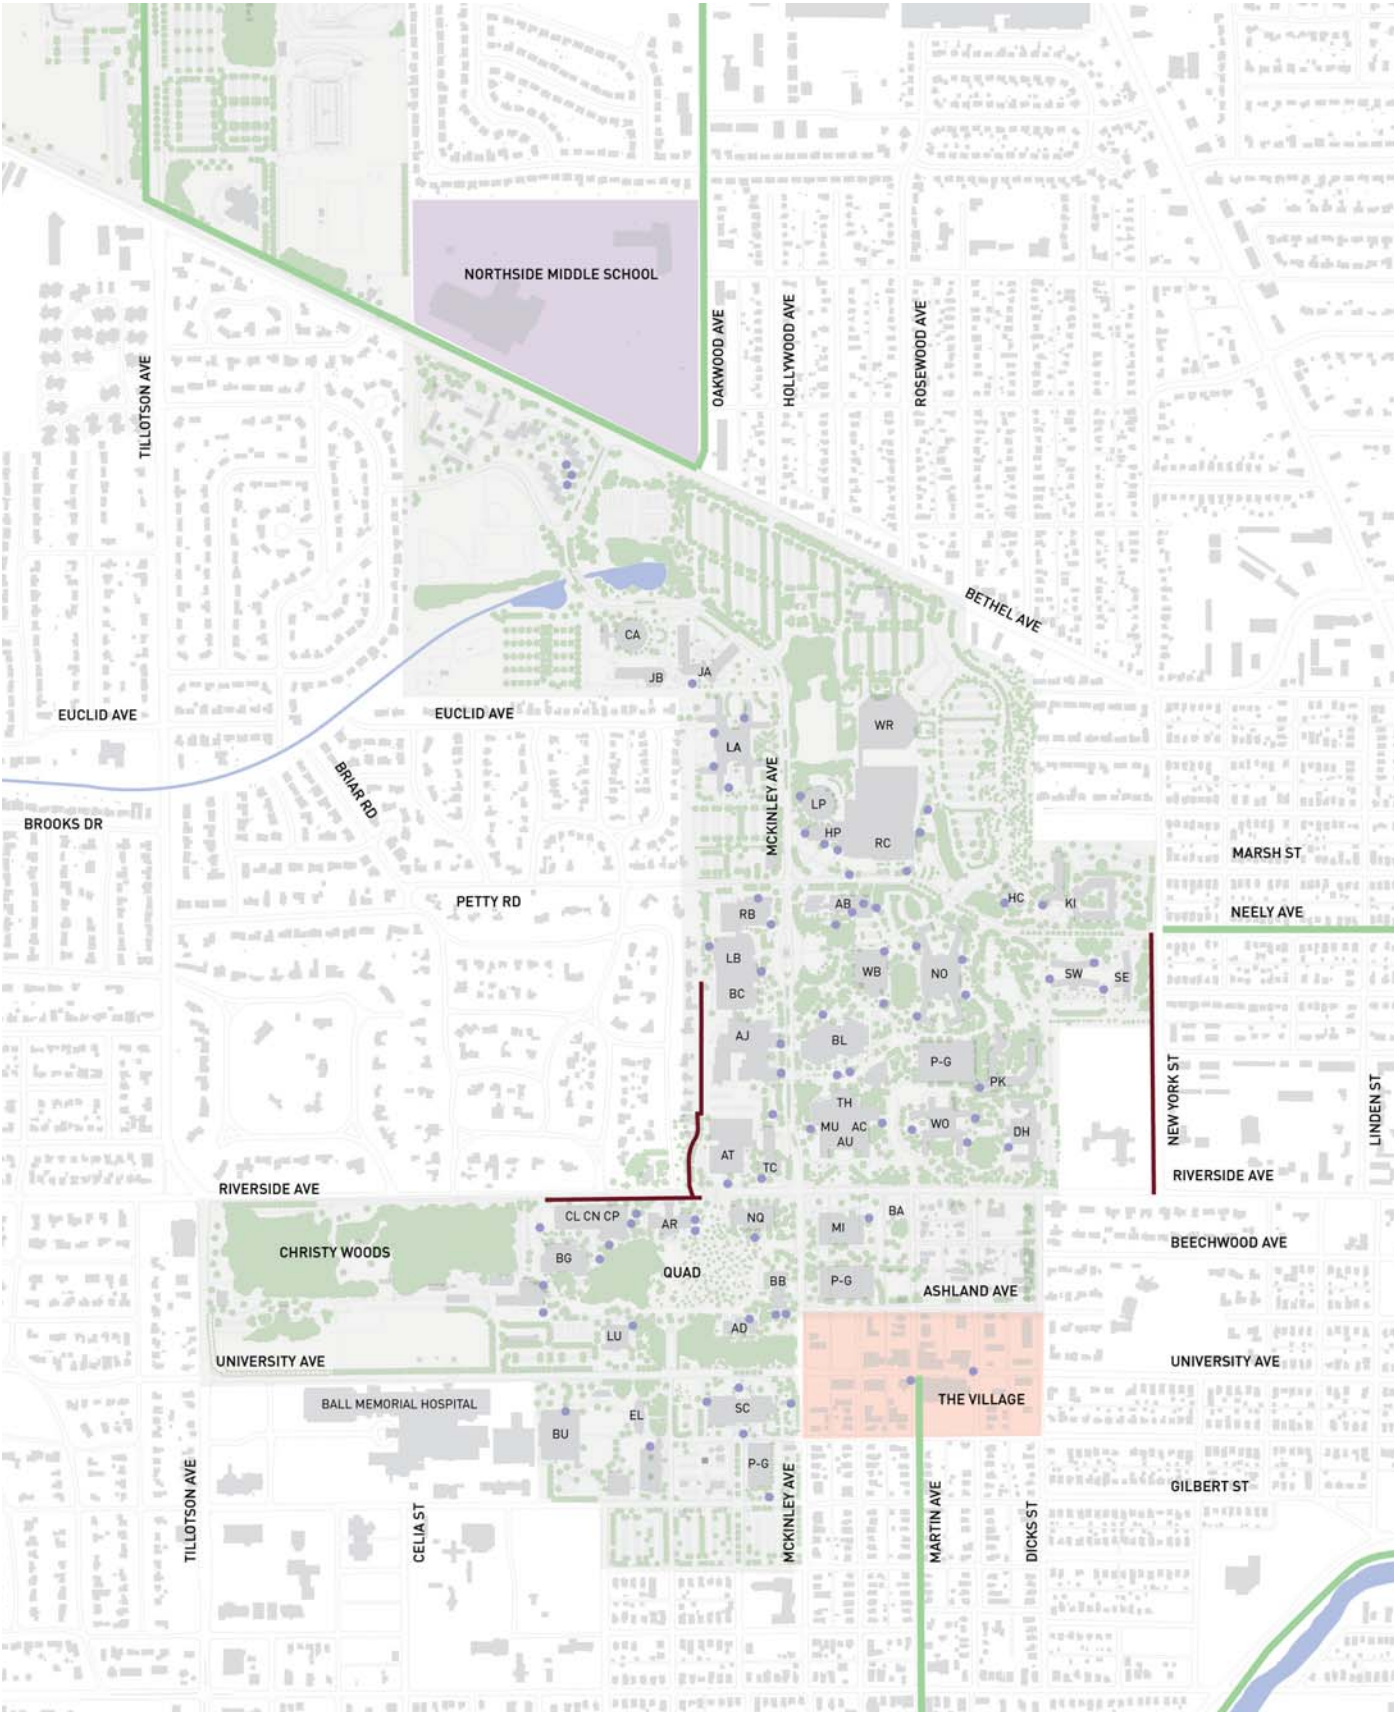 NORTHSIDE MIDDLE SCHOOL
OAKWOOD AVE
HOLLYWOOD AVE
ROSEWOOD AVE
TILLOTSON AVE
BETHEL AVE
CA
JA
JB
EUCLID AVE
EUCLID AVE
WR
LA
BRIAR RD
MCKINLEY AVE
LP
BROOKS DR
HP
RC
MARSH ST
PETTY RD
HC
KI
AB
RB
NEELY AVE
LB
WB
NO
SW
SE
BC
AJ
BL
P-G
PK
NEW YORK ST
LINDEN ST
TH
MU AC
AU
WO
DH
AT
TC
RIVERSIDE AVE
RIVERSIDE AVE
CL CN CP
AR
NQ
MI
BA
BEECHWOOD AVE
CHRISTY WOODS
BG
QUAD
BB
P-G
ASHLAND AVE
AD
LU
UNIVERSITY AVE
UNIVERSITY AVE
BALL MEMORIAL HOSPITAL
THE VILLAGE
EL
SC
BU
P-G
GILBERT ST
TILLOTSON AVE
CELIA ST
MCKINLEY AVE
MARTIN AVE
DICKS ST